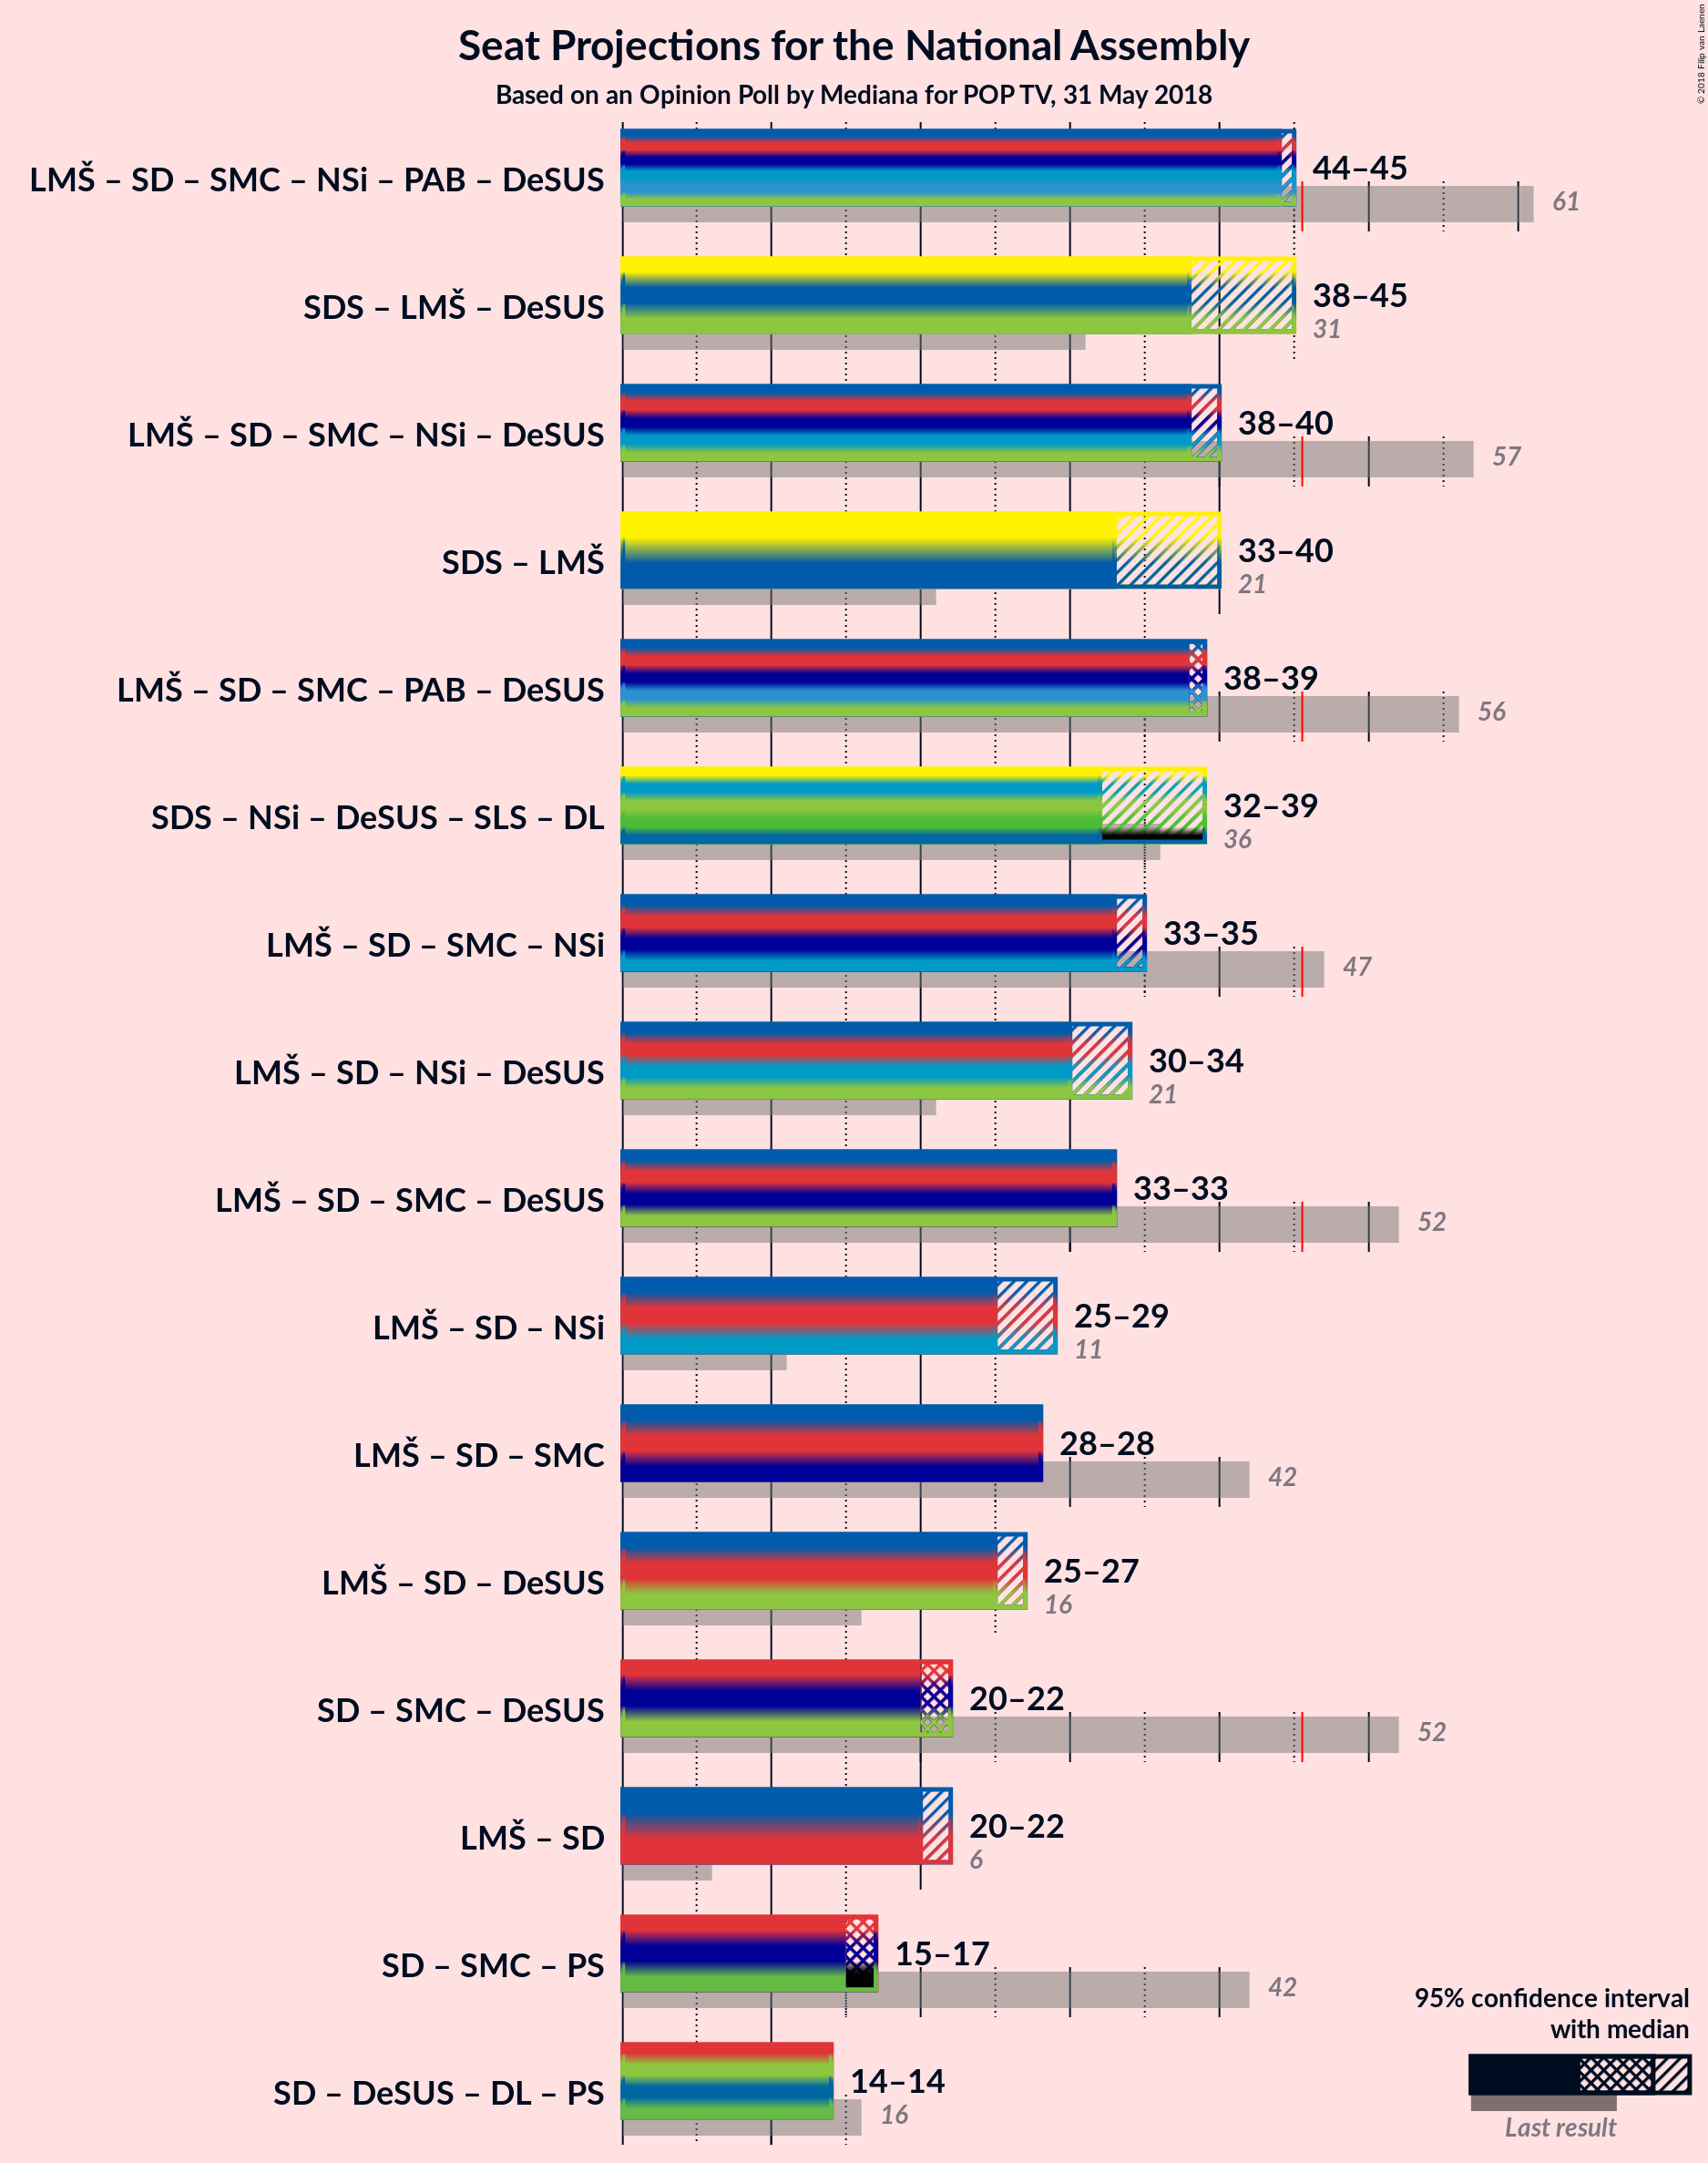 Seat Projections for the National Assembly
Based on an Opinion Poll by Mediana for POP TV, 31 May 2018
© 2018 Filip van Laenen
LMŠ – SD – SMC – NSi – PAB – DeSUS
44–45
61
SDS – LMŠ – DeSUS
38–45
31
LMŠ – SD – SMC – NSi – DeSUS
38–40
57
SDS – LMŠ
33–40
21
LMŠ – SD – SMC – PAB – DeSUS
38–39
56
SDS – NSi – DeSUS – SLS – DL
32–39
36
LMŠ – SD – SMC – NSi
33–35
47
LMŠ – SD – NSi – DeSUS
30–34
21
LMŠ – SD – SMC – DeSUS
33–33
52
LMŠ – SD – NSi
25–29
11
LMŠ – SD – SMC
28–28
42
LMŠ – SD – DeSUS
25–27
16
SD – SMC – DeSUS
20–22
52
LMŠ – SD
20–22
6
SD – SMC – PS
15–17
42
SD – DeSUS – DL – PS
14–14
16
95% confidence interval
with median
Last result